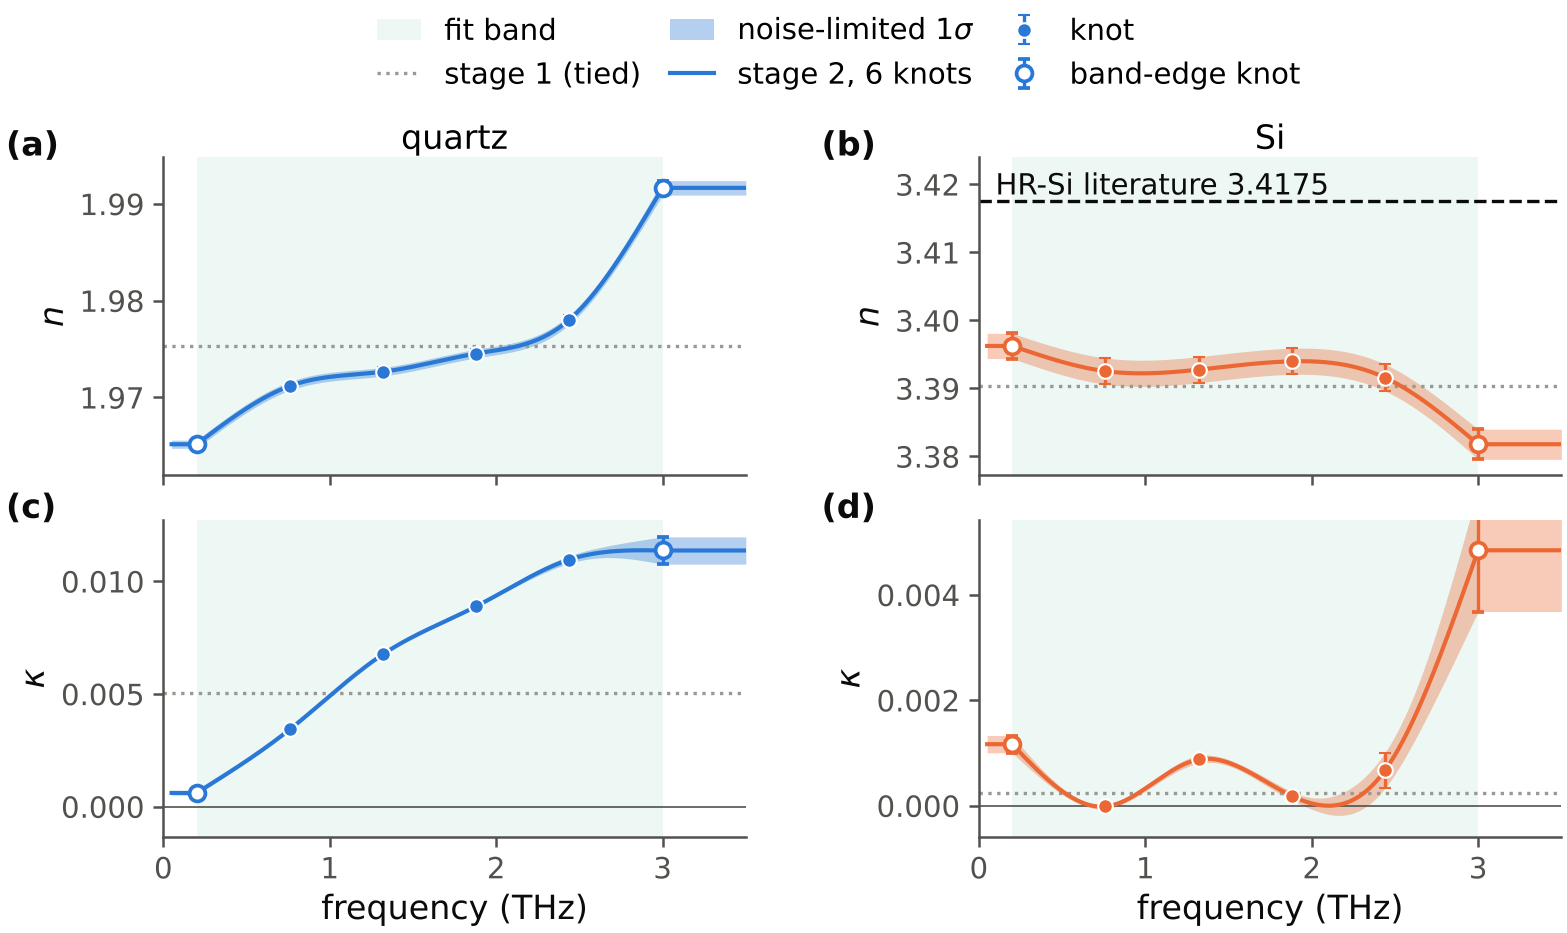 fit band
noise-limited 1σ
knot
stage 1 (tied)
stage 2, 6 knots
band-edge knot
(a)
quartz
1.99
1.98
1.97
n
(b)
Si
HR-Si literature 3.4175
3.42
3.41
3.40
3.39
3.38
n
(c)
0.010
0.005
0.000
κ
0
1
2
3
frequency (THz)
(d)
0.004
0.002
0.000
κ
0
1
2
3
frequency (THz)